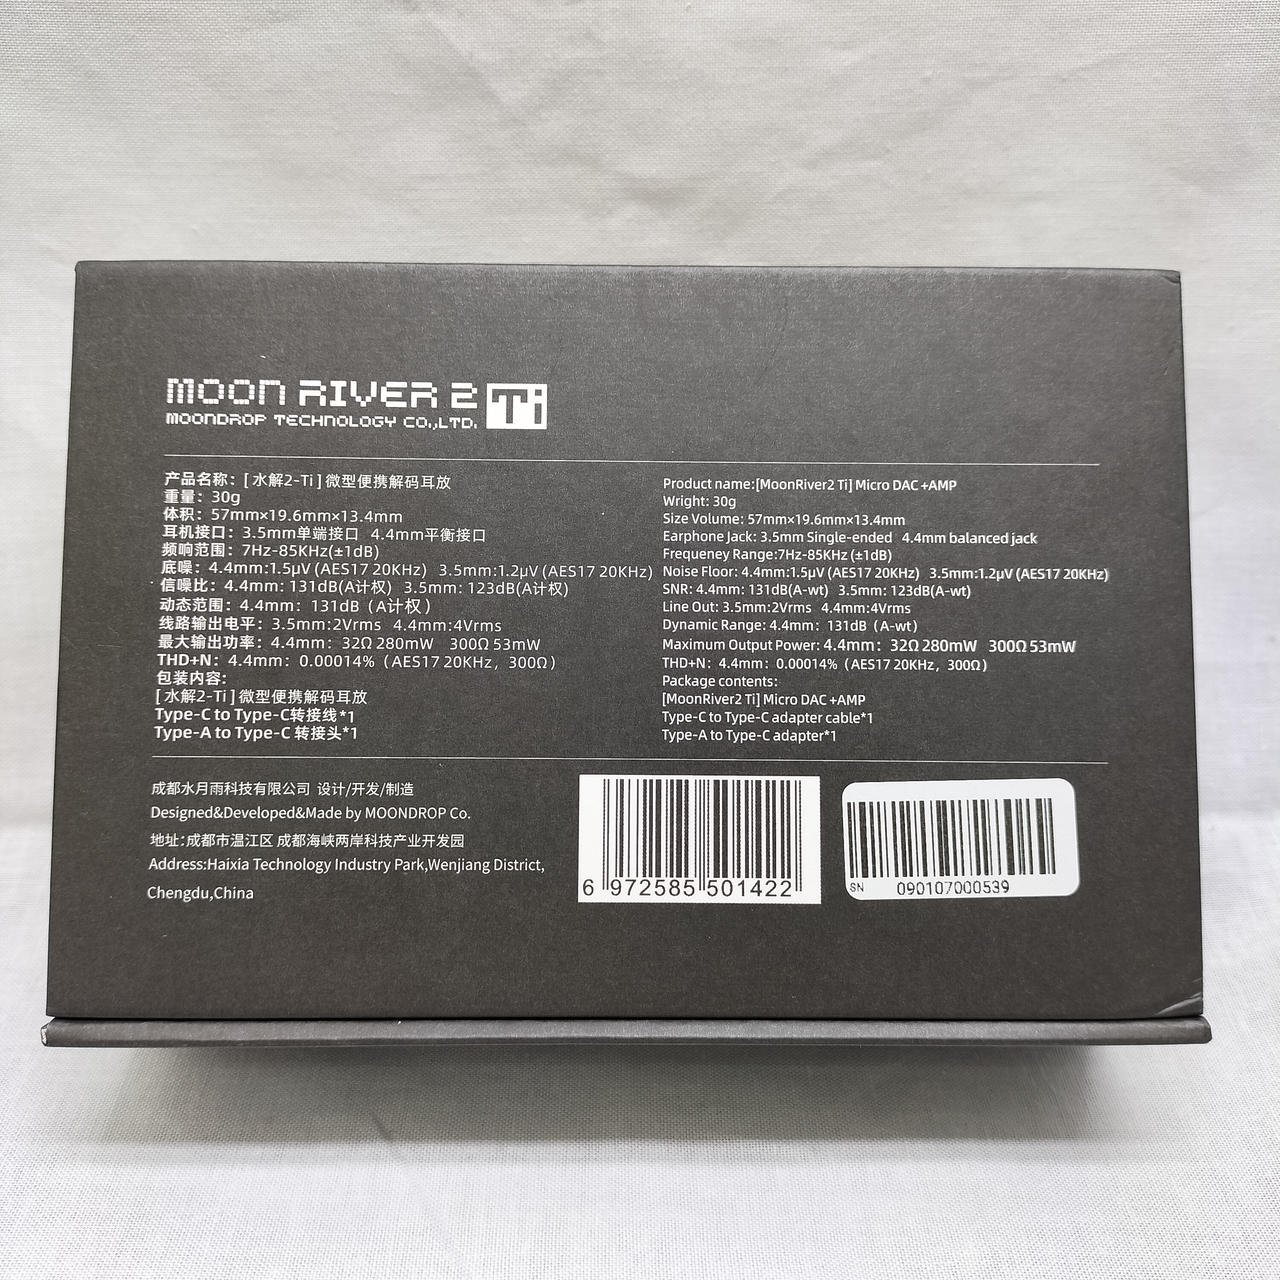 MOON RIVER 2 Ti
MOONDROP TECHNOLOGY CO.,LTD.
产品名称：[ 水解2-Ti ] 微型便携解码耳放
重量：30g
体积：57mm×19.6mm×13.4mm
耳机接口：3.5mm单端接口 4.4mm平衡接口
频响范围：7Hz-85KHz(±1dB)
底噪：4.4mm:1.5μV (AES17 20KHz) 3.5mm:1.2μV (AES17 20KHz)
信噪比：4.4mm：131dB(A计权) 3.5mm：123dB(A计权)
动态范围：4.4mm：131dB（A计权）
线路输出电平：3.5mm:2Vrms 4.4mm:4Vrms
最大输出功率：4.4mm：32Ω 280mW 300Ω 53mW
THD+N：4.4mm：0.00014%（AES17 20KHz，300Ω）
包装内容:
[ 水解2-Ti ] 微型便携解码耳放
Type-C to Type-C转接线*1
Type-A to Type-C 转接头*1
Product name:[MoonRiver2 Ti] Micro DAC +AMP
Wright: 30g
Size Volume: 57mm×19.6mm×13.4mm
Earphone Jack: 3.5mm Single-ended 4.4mm balanced jack
Frequeney Range:7Hz-85KHz (±1dB)
Noise Floor: 4.4mm:1.5μV (AES17 20KHz) 3.5mm:1.2μV (AES17 20KHz)
SNR: 4.4mm：131dB(A-wt) 3.5mm：123dB(A-wt)
Line Out: 3.5mm:2Vrms 4.4mm:4Vrms
Dynamic Range: 4.4mm：131dB（A-wt）
Maximum Output Power: 4.4mm：32Ω 280mW 300Ω 53mW
THD+N：4.4mm：0.00014%（AES17 20KHz，300Ω）
Package contents:
[MoonRiver2 Ti] Micro DAC +AMP
Type-C to Type-C adapter cable*1
Type-A to Type-C adapter*1
成都水月雨科技有限公司 设计/开发/制造
Designed&Developed&Made by MOONDROP Co.
地址：成都市温江区 成都海峡两岸科技产业开发园
Address:Haixia Technology Industry Park,Wenjiang District,
Chengdu,China
6 972585 501422
SN 090107000539